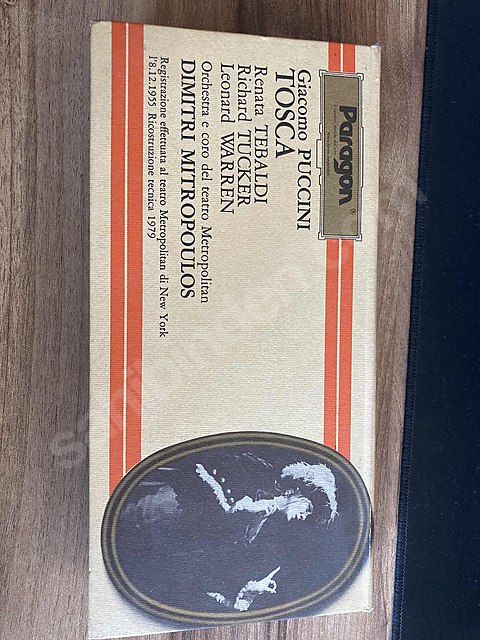 Paragon®
Giacomo PUCCINI
TOSCA
Renata TEBALDI
Richard TUCKER
Leonard WARREN
Orchestra e coro del teatro Metropolitan
DIMITRI MITROPOULOS
Registrazione effettuata al teatro Metropolitan di New York
l'8.12.1955 Ricostruzione tecnica 1979